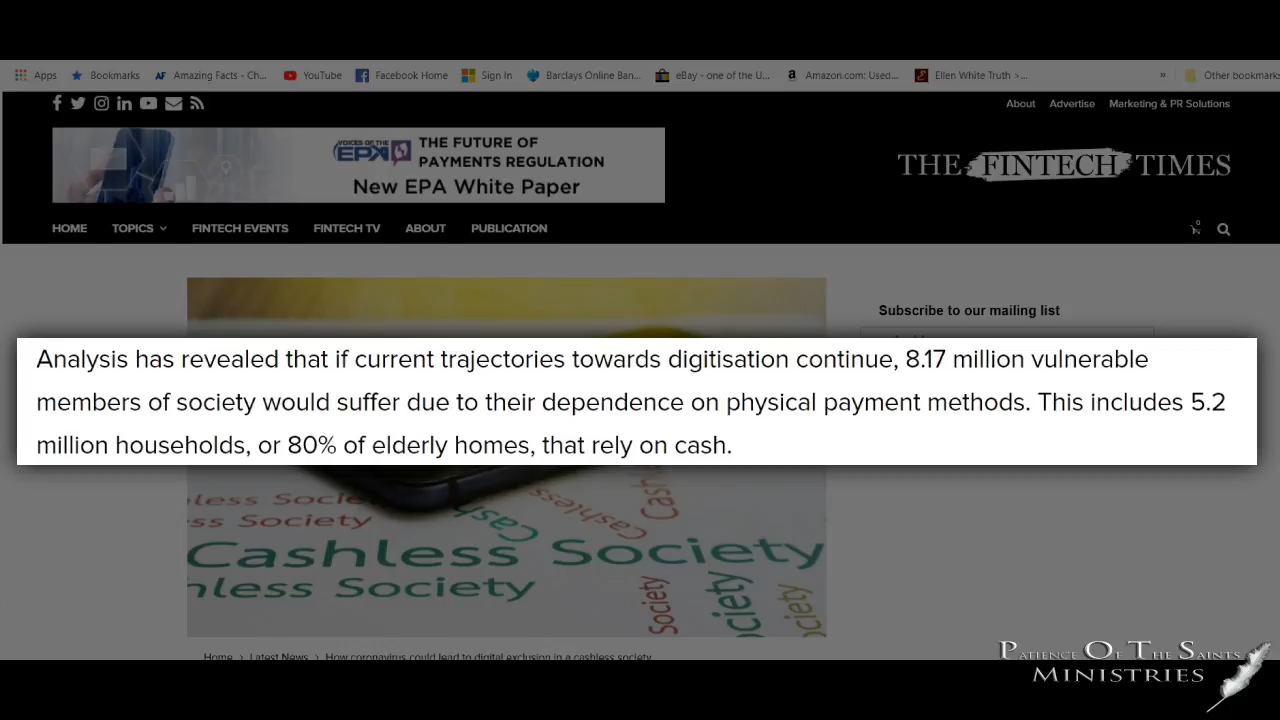 Apps Bookmarks Amazing Facts - Ch... YouTube Facebook Home Sign In Barclays Online Ban... eBay - one of the U... Amazon.com: Used... Ellen White Truth >... » Other bookmarks
About Advertise Marketing & PR Solutions
VOICES OF THE EPA THE FUTURE OF
PAYMENTS REGULATION
New EPA White Paper
THE FINTECH TIMES
HOME TOPICS FINTECH EVENTS FINTECH TV ABOUT PUBLICATION 0
Subscribe to our mailing list
Analysis has revealed that if current trajectories towards digitisation continue, 8.17 million vulnerable
members of society would suffer due to their dependence on physical payment methods. This includes 5.2
million households, or 80% of elderly homes, that rely on cash.
Cashless
Cash
Cashless Society
Society
Home > Latest News > How coronavirus could lead to digital exclusion in a cashless society
PATIENCE OF THE SAINTS
MINISTRIES